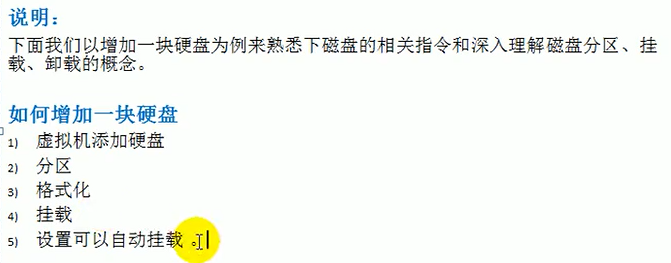 说明：
下面我们以增加一块硬盘为例来熟悉下磁盘的相关指令和深入理解磁盘分区、挂
载、卸载的概念。
如何增加一块硬盘
1) 虚拟机添加硬盘
2) 分区
3) 格式化
4) 挂载
5) 设置可以自动挂载 。